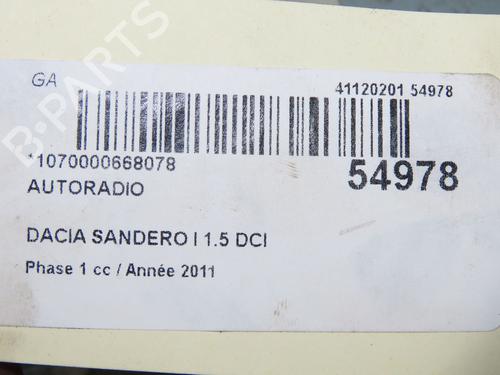 GA
41120201 54978
*1070000668078
54978
AUTORADIO
DACIA SANDERO I 1.5 DCI
Phase 1 cc / Année 2011
B-PARTS